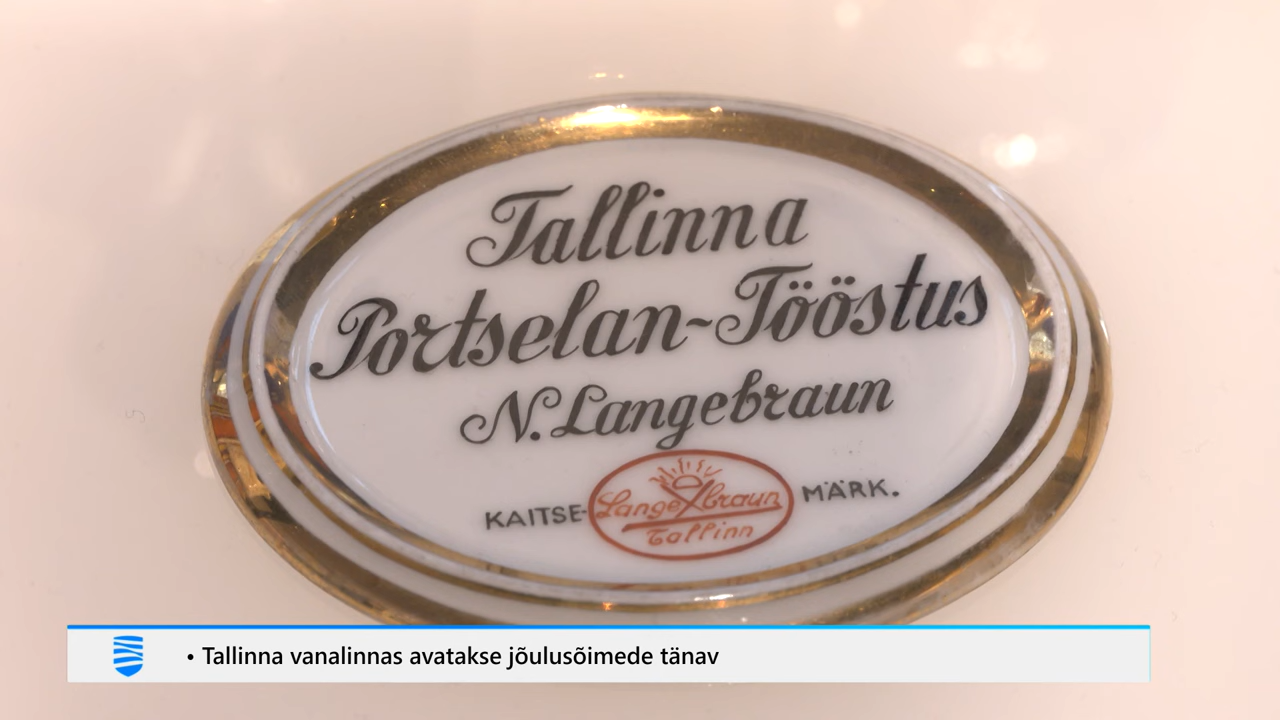 Tallinna
Portselan-Tööstus
N. Langebraun
KAITSE- Langebraun MÄRK.
Tallinn
• Tallinna vanalinnas avatakse jõulusõimede tänav